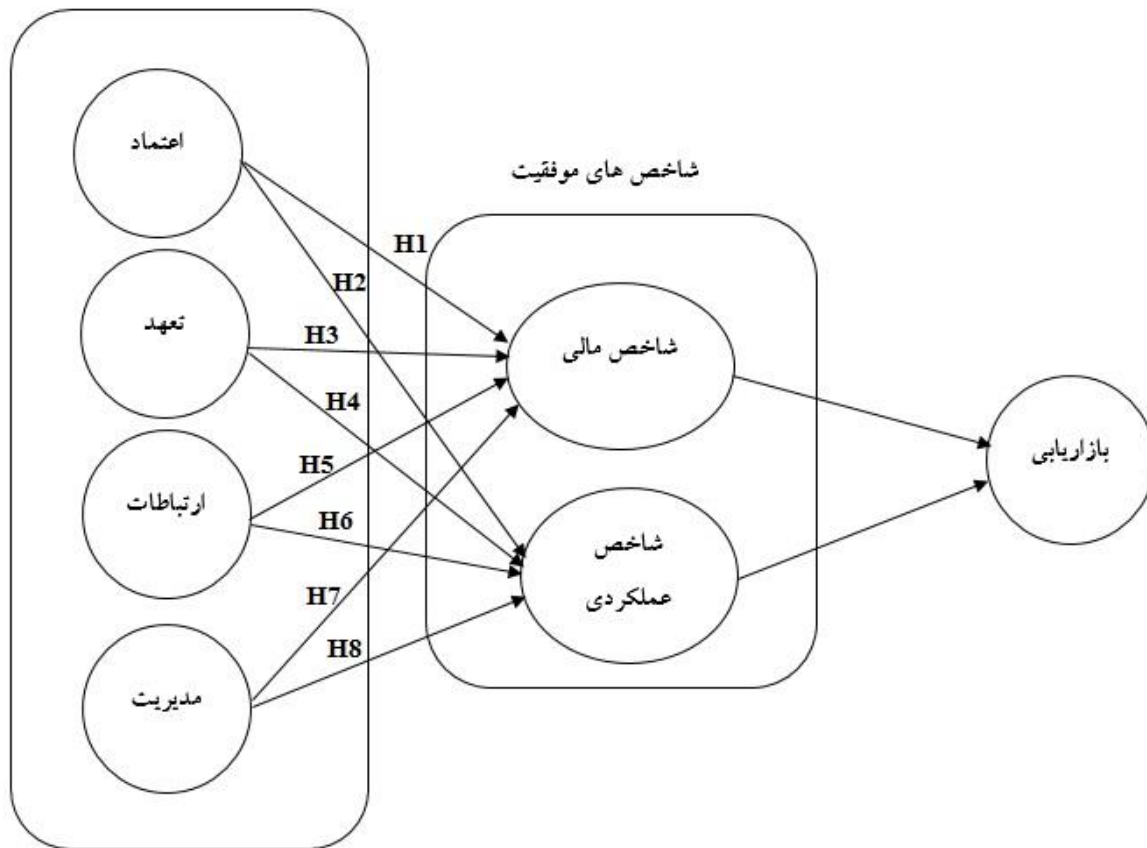 اعتماد
تعهد
ارتباطات
مدیریت
H1
H2
H3
H4
H5
H6
H7
H8
شاخص های موفقیت
شاخص مالی
شاخص
عملکردی
بازاریابی